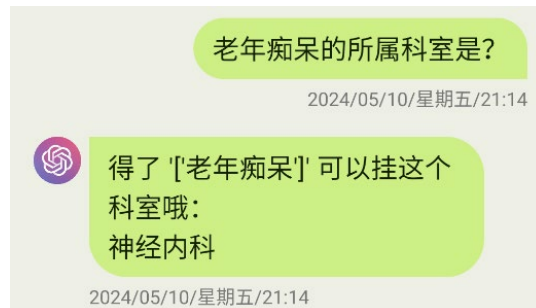 老年痴呆的所属科室是？
2024/05/10/星期五/21:14
得了 '['老年痴呆']' 可以挂这个
科室哦：
神经内科
2024/05/10/星期五/21:14